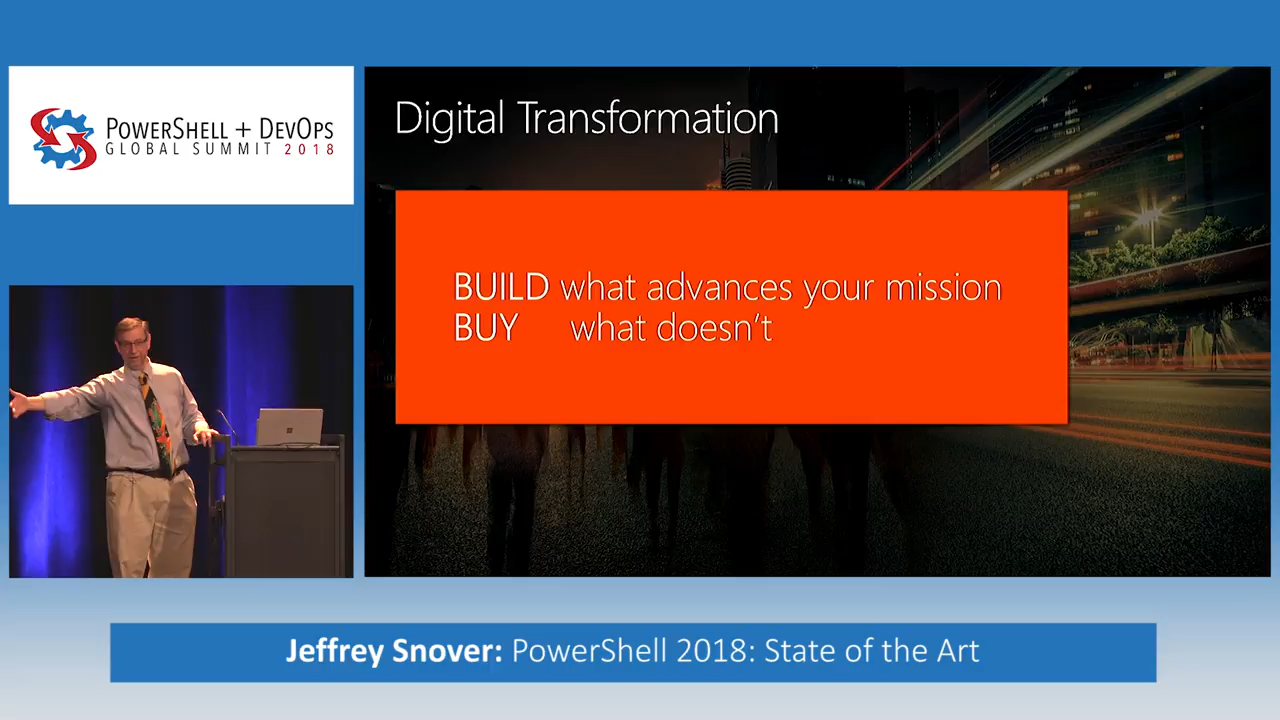 POWERSHELL + DEVOPS
GLOBAL SUMMIT 2018
Digital Transformation
BUILD what advances your mission
BUY what doesn't
Jeffrey Snover: PowerShell 2018: State of the Art